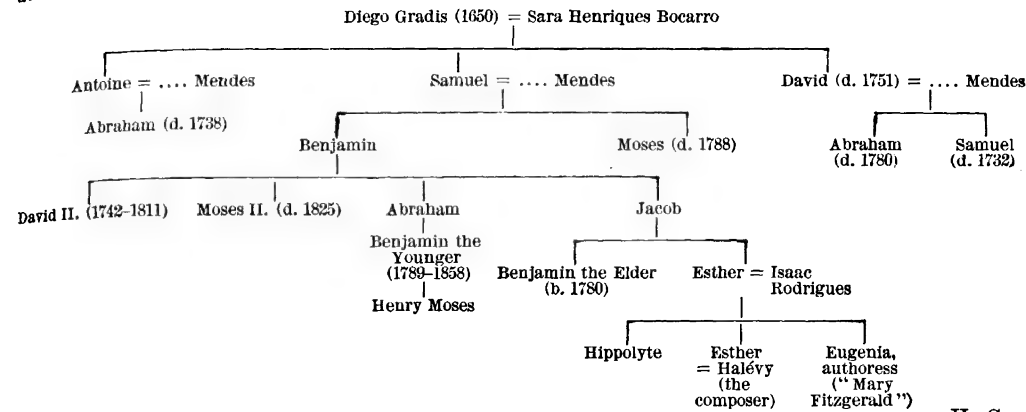 Diego Gradis (1650) = Sara Henriques Bocarro
Antoine = .... Mendes
Samuel = .... Mendes
David (d. 1751) = .... Mendes
Abraham (d. 1738)
Benjamin
Moses (d. 1788)
Abraham
(d. 1780)
Samuel
(d. 1732)
David II. (1742–1811)
Moses II. (d. 1825)
Abraham
Jacob
Benjamin the
Younger
(1789–1858)
Henry Moses
Benjamin the Elder
(b. 1780)
Esther = Isaac
Rodrigues
Hippolyte
Esther
= Halévy
(the
composer)
Eugenia,
authoress
("Mary
Fitzgerald")